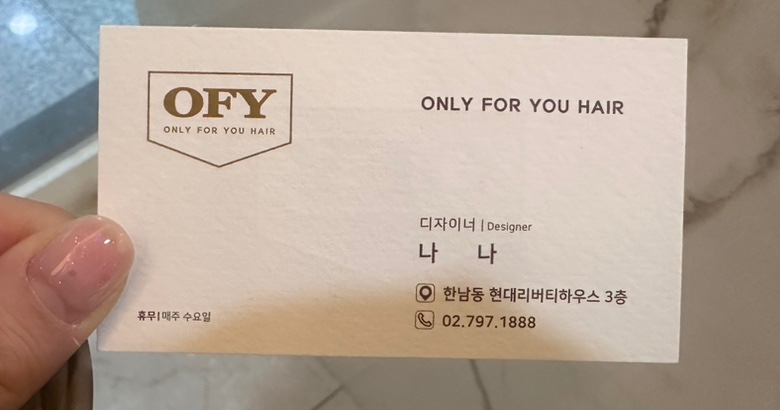 OFY
ONLY FOR YOU HAIR
ONLY FOR YOU HAIR
디자이너 | Designer
나 나
한남동 현대리버티하우스 3층
02.797.1888
휴무 | 매주 수요일